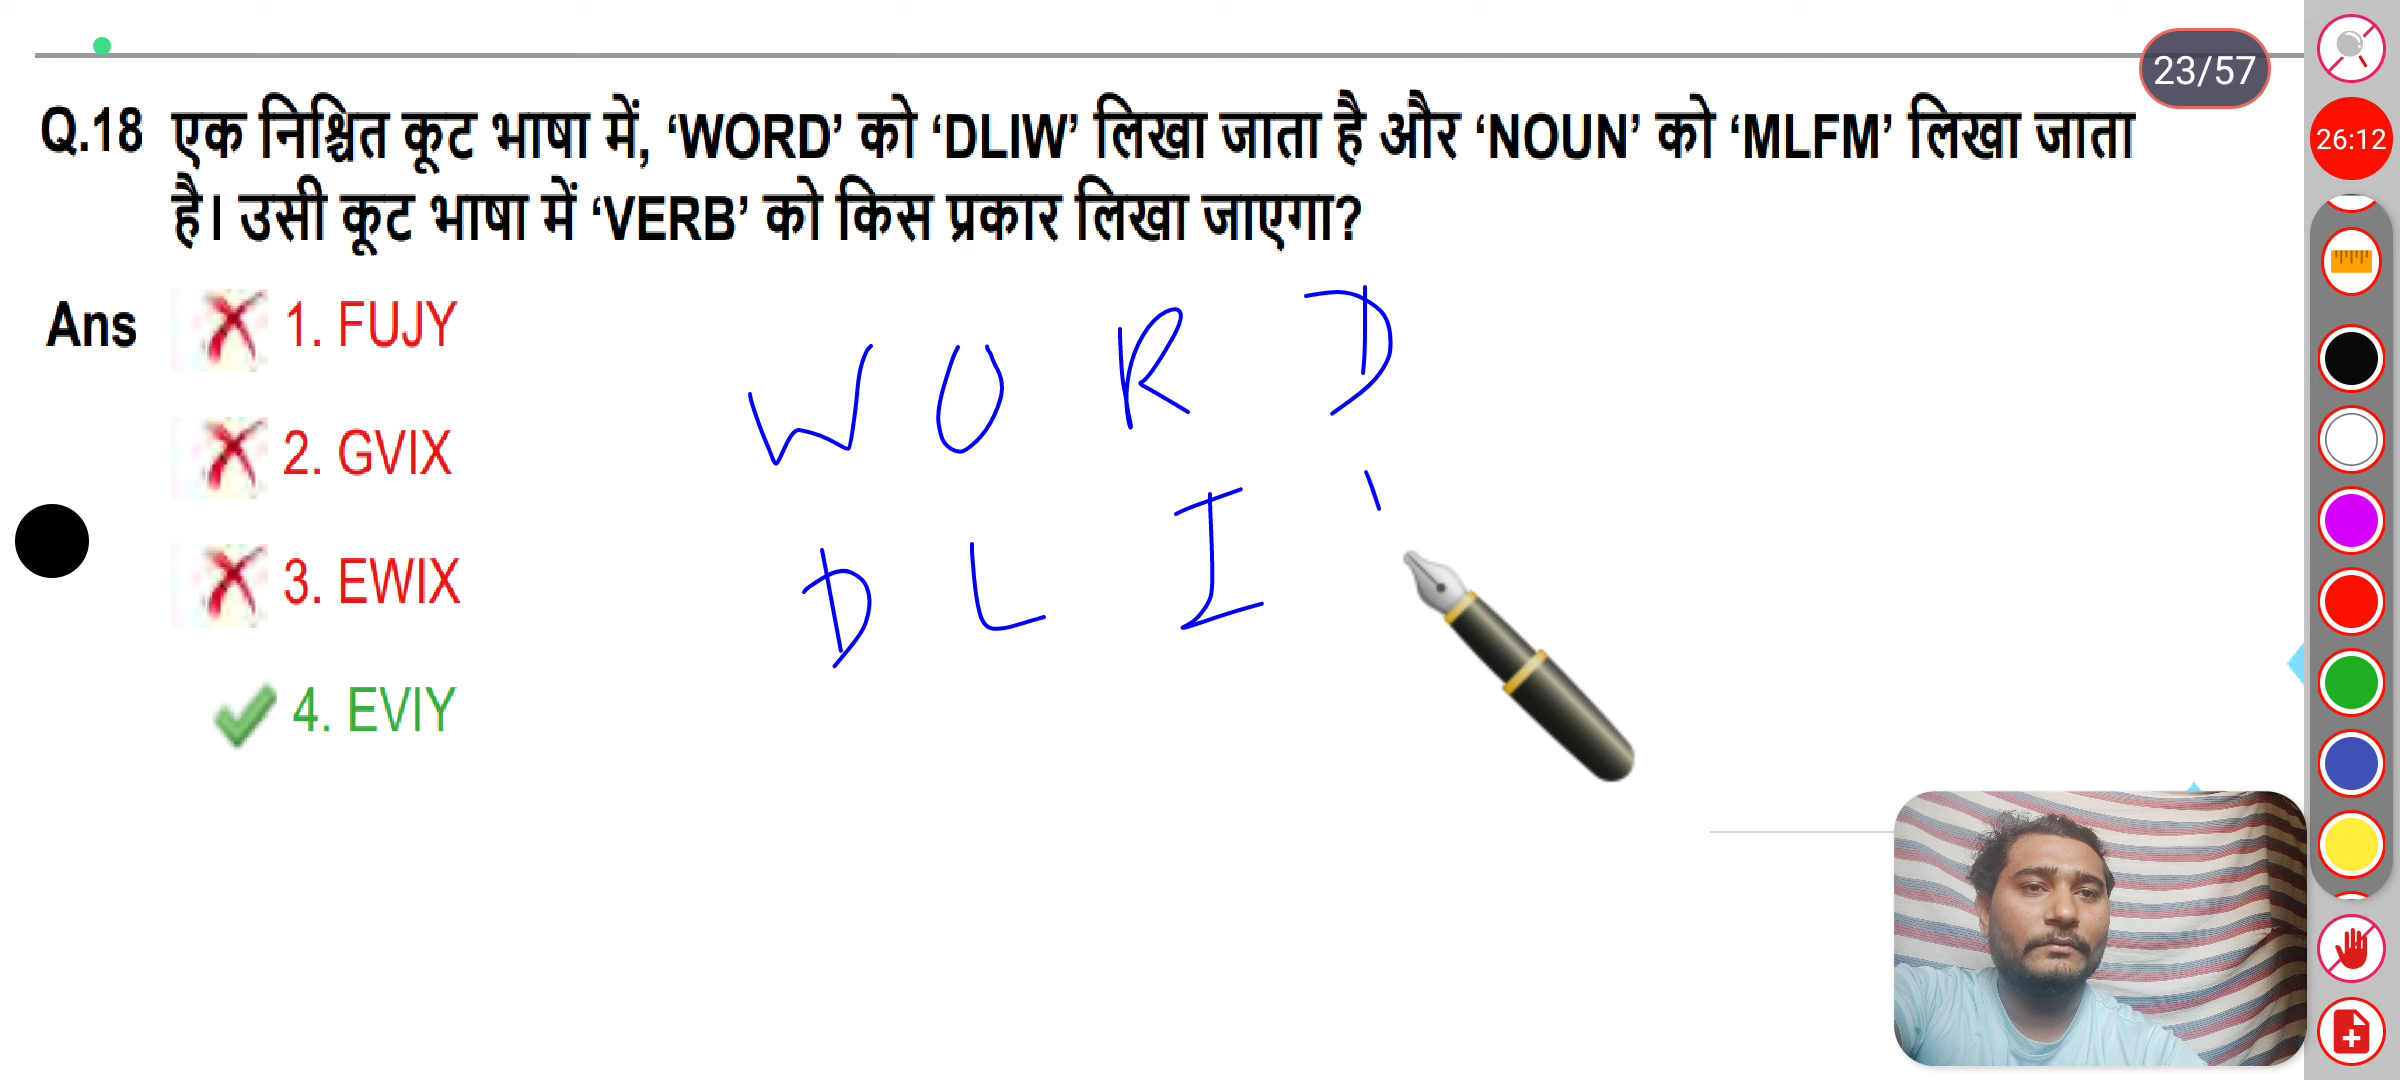 23/57
26:12
Q.18 एक निश्चित कूट भाषा में, ‘WORD’ को ‘DLIW’ लिखा जाता है और ‘NOUN’ को ‘MLFM’ लिखा जाता
है। उसी कूट भाषा में ‘VERB’ को किस प्रकार लिखा जाएगा?
Ans 1. FUJY
2. GVIX
3. EWIX
4. EVIY
W O R D
D L I